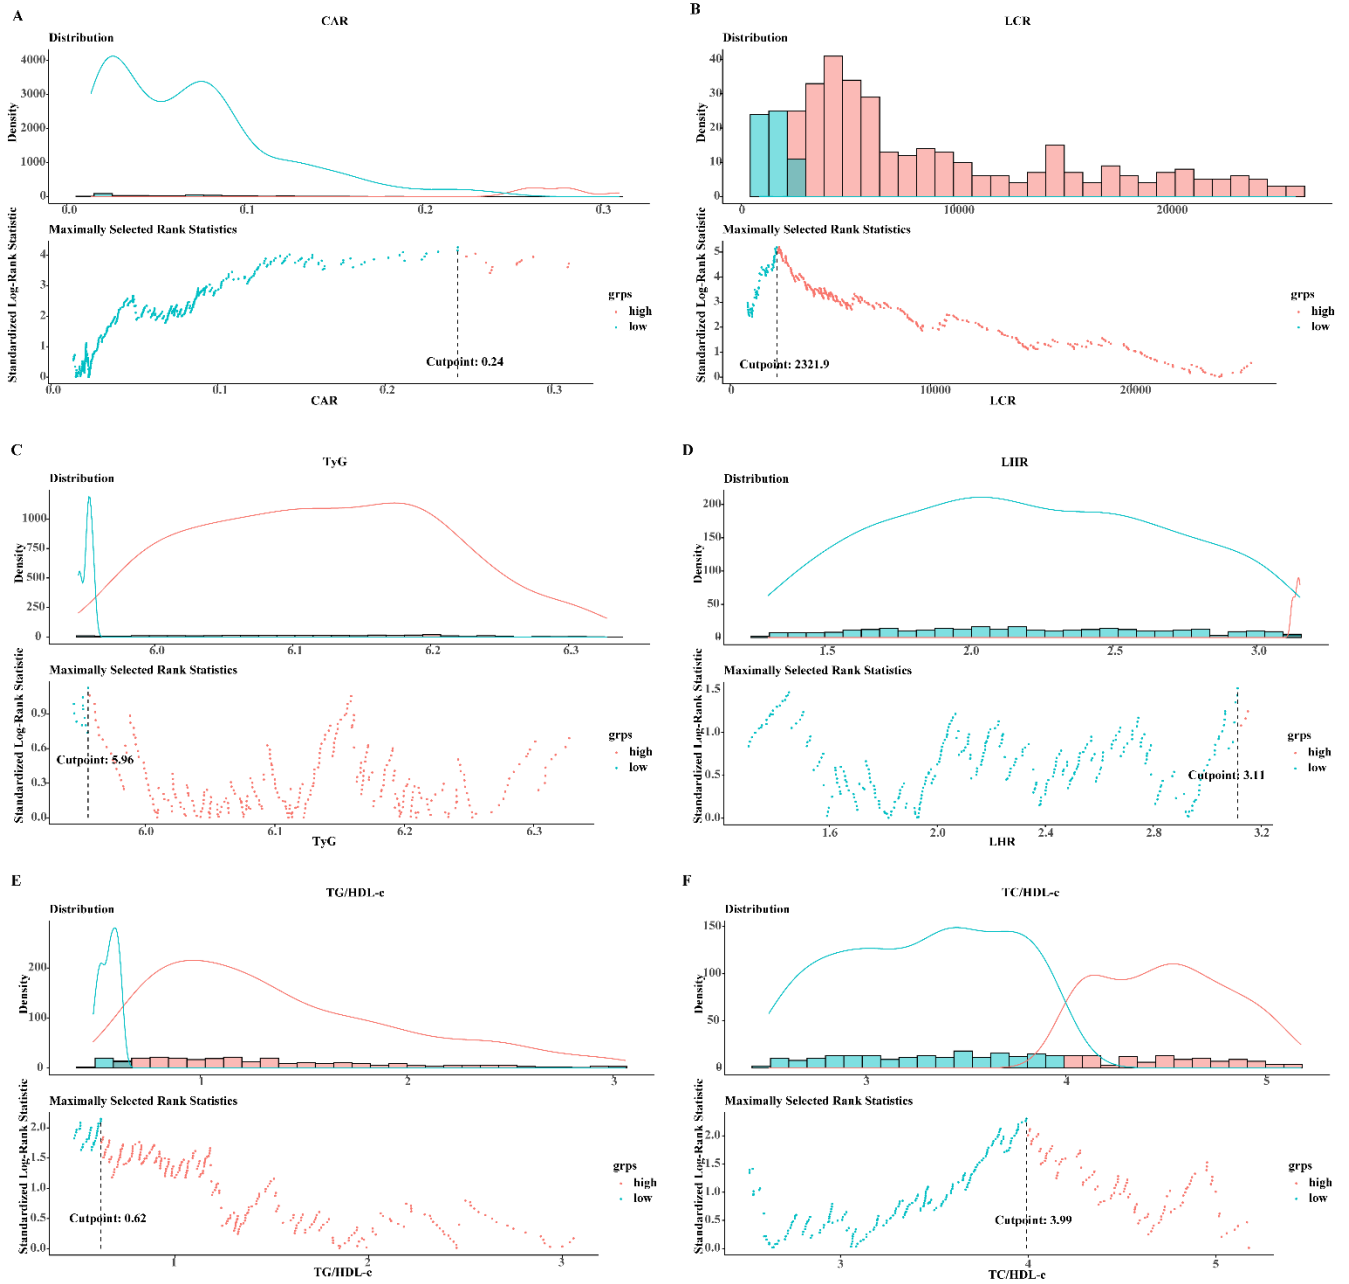 A
CAR
Distribution
Density
4000
3000
2000
1000
0
0.0 0.1 0.2 0.3
Maximally Selected Rank Statistics
Standardized Log-Rank Statistic
4
3
2
1
0
Cutpoint: 0.24
0.0 0.1 0.2 0.3
CAR
grps
high
low
B
LCR
Distribution
Density
40
30
20
10
0
0 10000 20000
Maximally Selected Rank Statistics
Standardized Log-Rank Statistic
5
4
3
2
1
0
Cutpoint: 2321.9
0 10000 20000
LCR
grps
high
low
C
TyG
Distribution
Density
1000
750
500
250
0
6.0 6.1 6.2 6.3
Maximally Selected Rank Statistics
Standardized Log-Rank Statistic
0.9
0.6
0.3
0.0
Cutpoint: 5.96
6.0 6.1 6.2 6.3
TyG
grps
high
low
D
LHR
Distribution
Density
200
150
100
50
0
1.5 2.0 2.5 3.0
Maximally Selected Rank Statistics
Standardized Log-Rank Statistic
1.5
1.0
0.5
0.0
Cutpoint: 3.11
1.6 2.0 2.4 2.8 3.2
LHR
grps
high
low
E
TG/HDL-c
Distribution
Density
200
100
0
1 2 3
Maximally Selected Rank Statistics
Standardized Log-Rank Statistic
2.0
1.5
1.0
0.5
0.0
Cutpoint: 0.62
1 2 3
TG/HDL-c
grps
high
low
F
TC/HDL-c
Distribution
Density
150
100
50
0
3 4 5
Maximally Selected Rank Statistics
Standardized Log-Rank Statistic
2.0
1.5
1.0
0.5
0.0
Cutpoint: 3.99
3 4 5
TC/HDL-c
grps
high
low